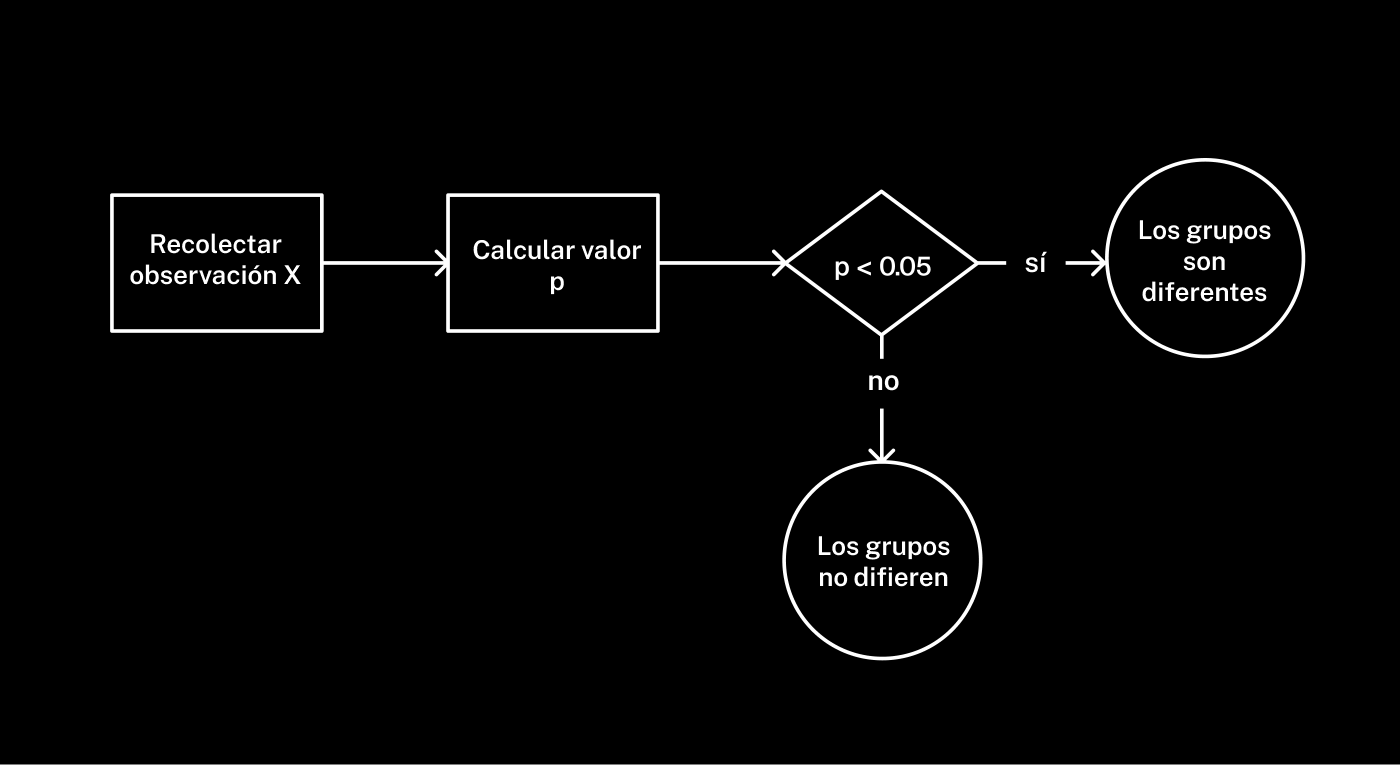 Recolectar
observación X
Calcular valor
p
p < 0.05
sí
Los grupos
son
diferentes
no
Los grupos
no difieren